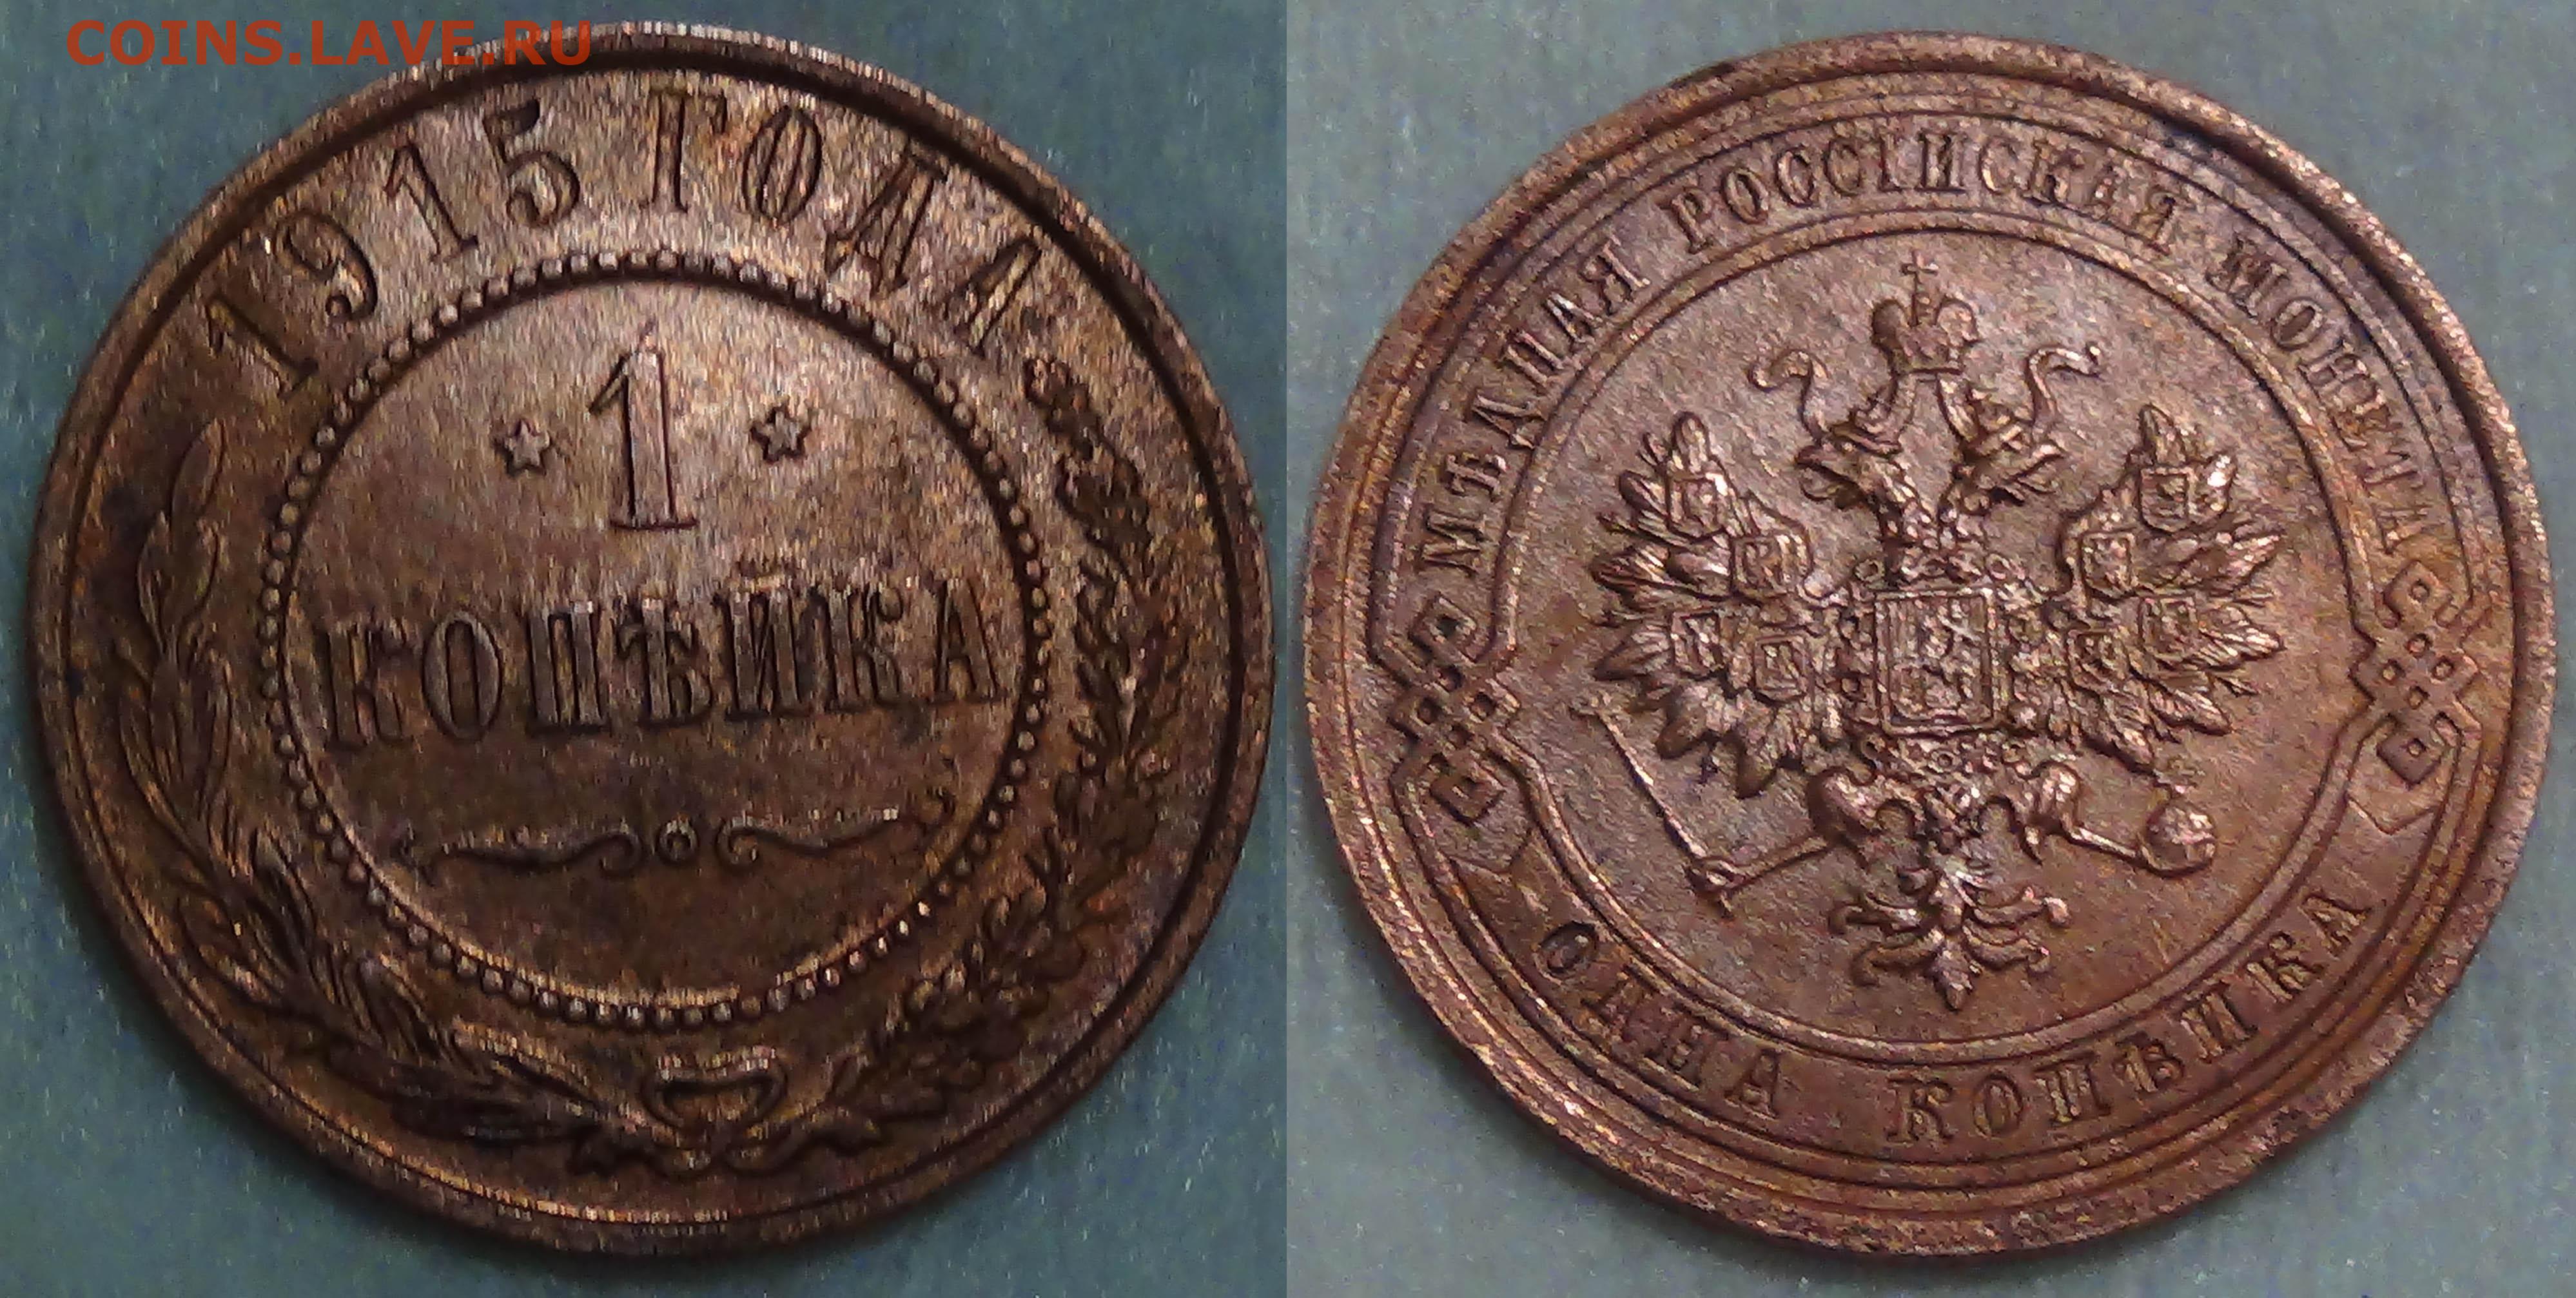 COINS.LAVE.RU
1915 ГОДА.
1
КОПѢЙКА
МѢДНАЯ РОССІЙСКАЯ МОНЕТА
ОДНА КОПѢЙКА